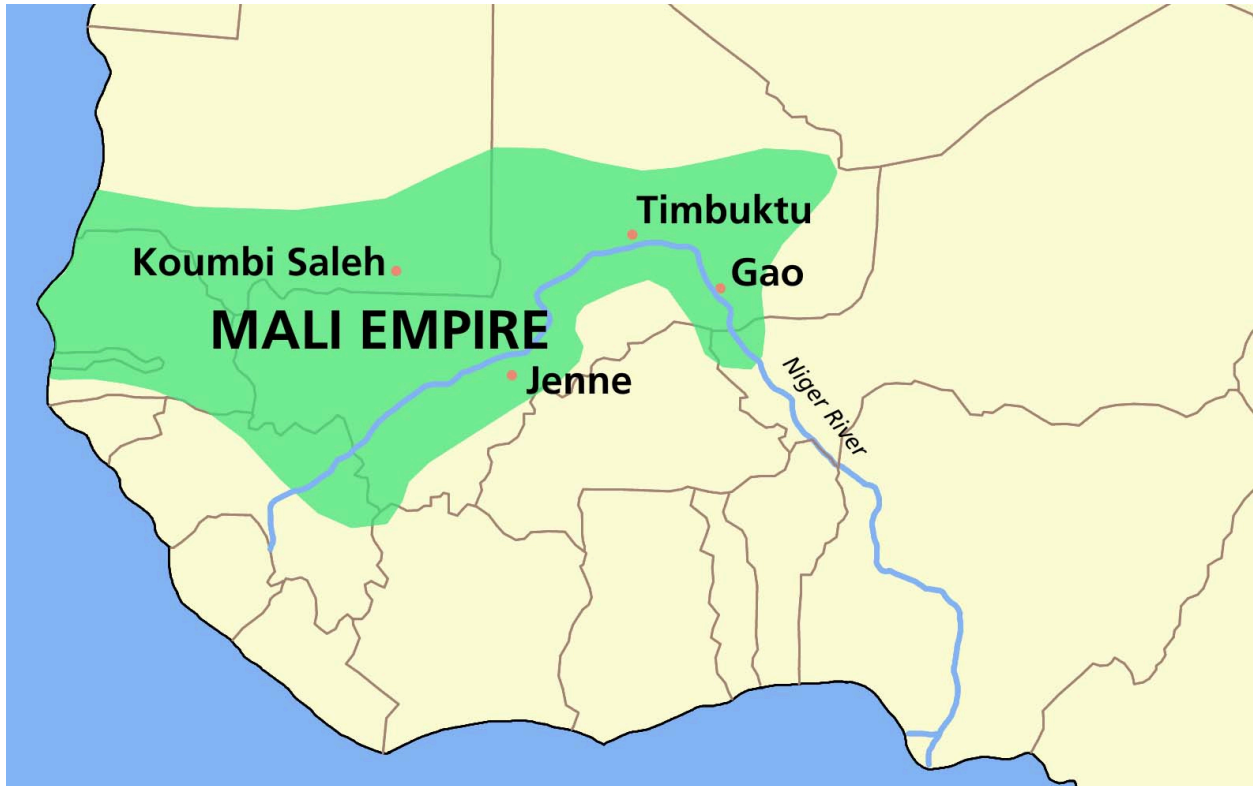 Timbuktu
Koumbi Saleh
Gao
MALI EMPIRE
Jenne
Niger River